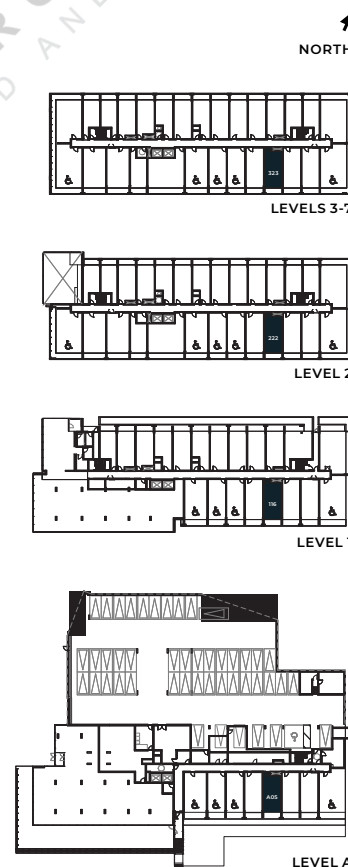 NORTH
323
LEVELS 3-7
222
LEVEL 2
116
LEVEL 1
A05
LEVEL A